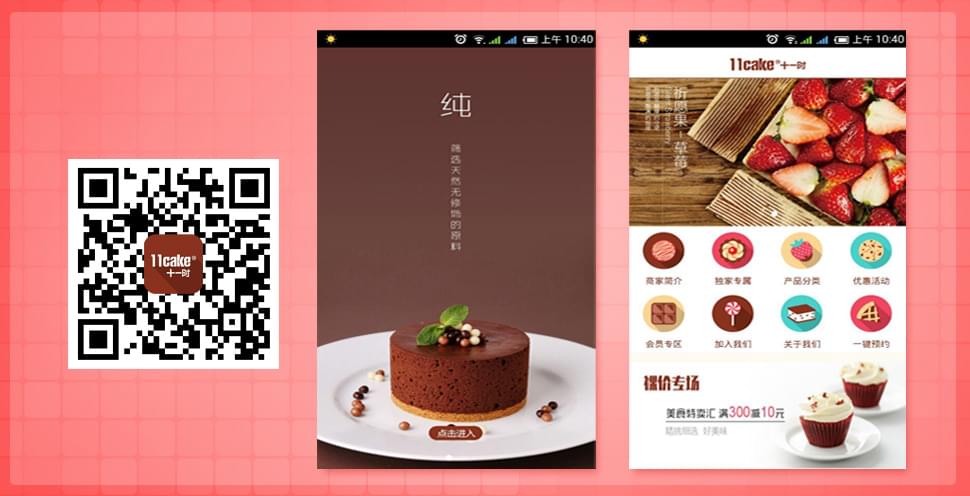 11cake®
十一时
上午 10:40
纯
筛选天然无修饰的原料
点击进入
上午 10:40
11cake®十一时
祈愿果—草莓
商家简介 独家专属 产品分类 优惠活动
会员专区 加入我们 关于我们 一键预约
裸价专场
美食特卖汇 满300减10元
精挑细选 好美味